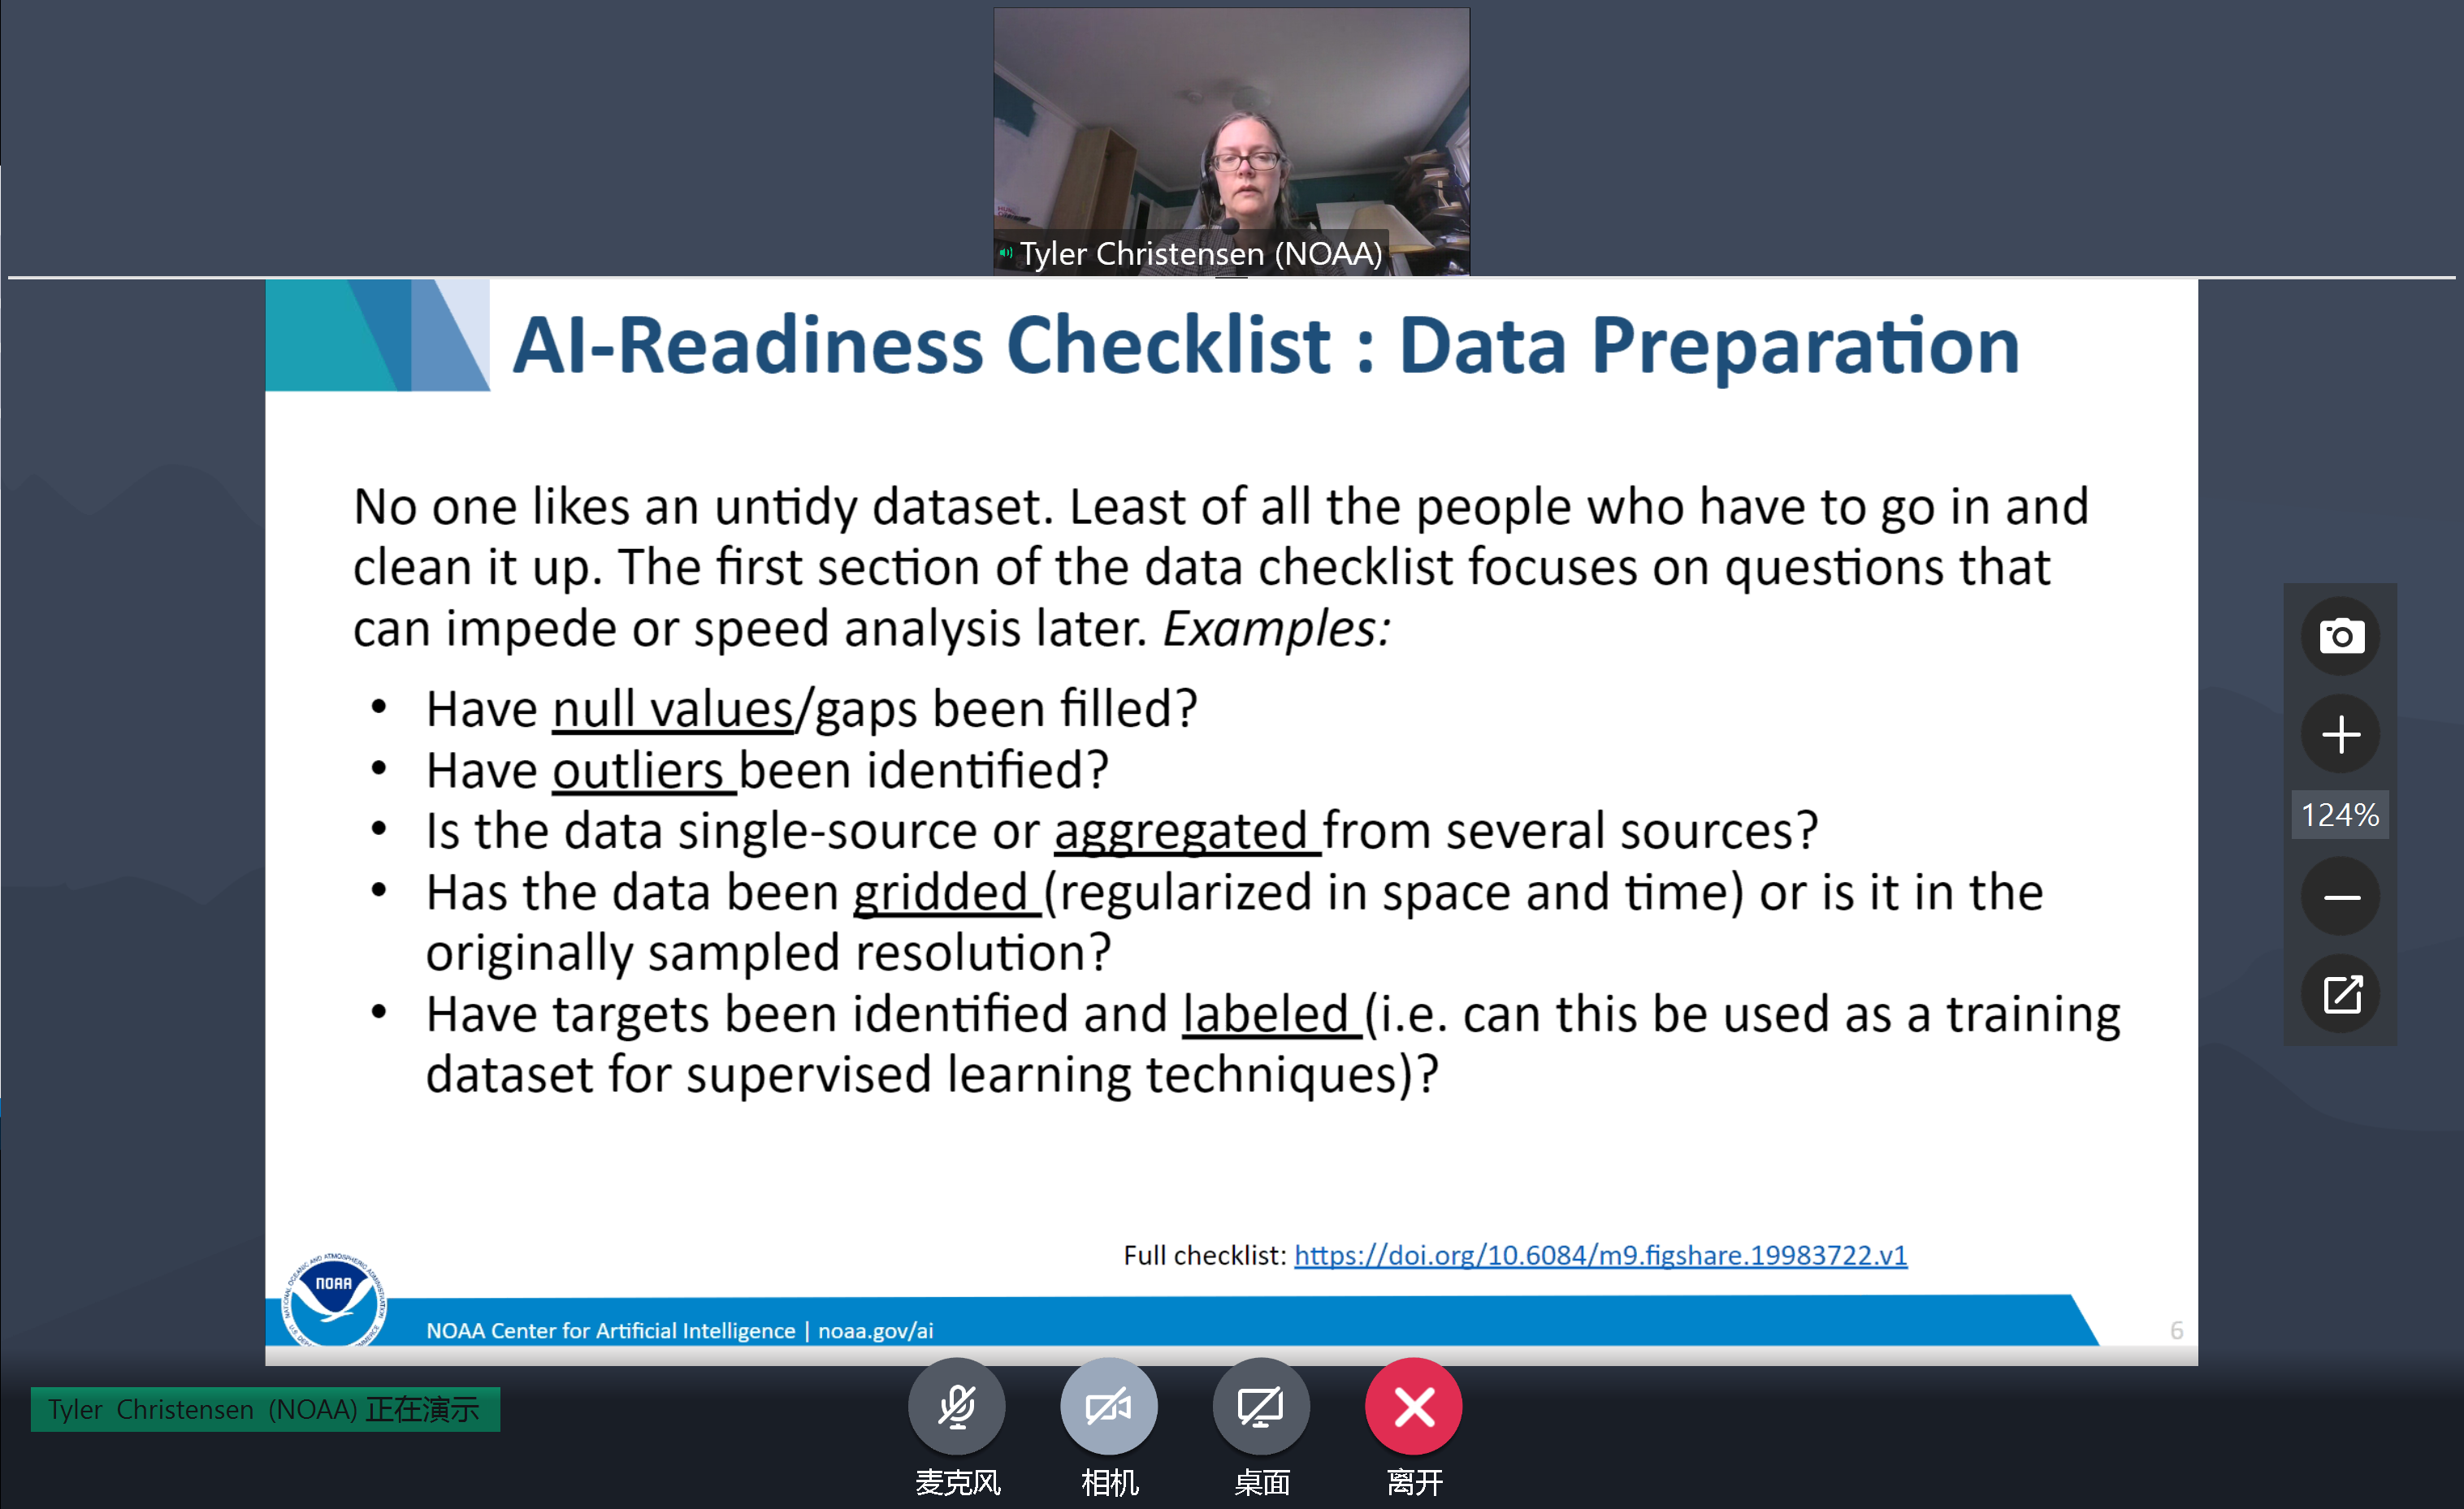 Tyler Christensen (NOAA)
AI-Readiness Checklist : Data Preparation
No one likes an untidy dataset. Least of all the people who have to go in and
clean it up. The first section of the data checklist focuses on questions that
can impede or speed analysis later. Examples:
• Have null values/gaps been filled?
• Have outliers been identified?
• Is the data single-source or aggregated from several sources?
• Has the data been gridded (regularized in space and time) or is it in the
originally sampled resolution?
• Have targets been identified and labeled (i.e. can this be used as a training
dataset for supervised learning techniques)?
124%
Full checklist: https://doi.org/10.6084/m9.figshare.19983722.v1
NATIONAL OCEANIC AND ATMOSPHERIC ADMINISTRATION
NOAA
NOAA Center for Artificial Intelligence | noaa.gov/ai
6
Tyler Christensen (NOAA) 正在演示
麦克风
相机
桌面
离开